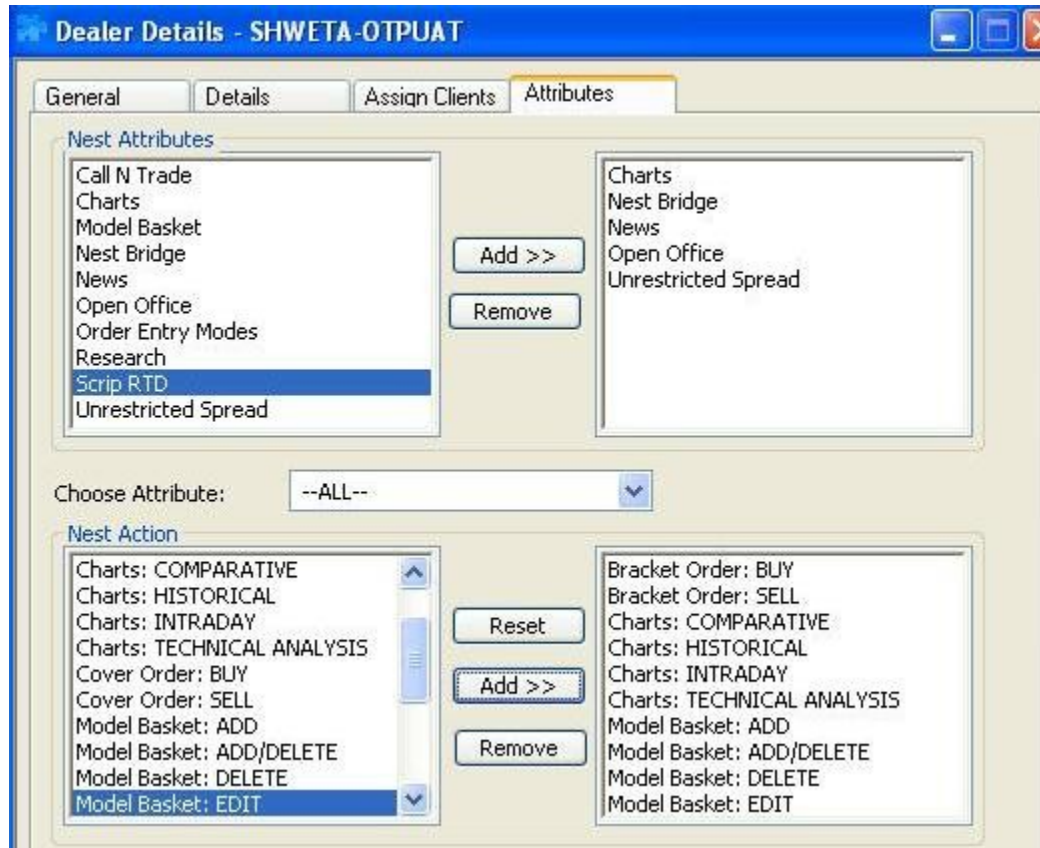 Dealer Details - SHWETA-OTPUAT
General Details Assign Clients Attributes
Nest Attributes
Call N Trade
Charts
Model Basket
Nest Bridge
News
Open Office
Order Entry Modes
Research
Scrip RTD
Unrestricted Spread
Add >>
Remove
Charts
Nest Bridge
News
Open Office
Unrestricted Spread
Choose Attribute: --ALL--
Nest Action
Charts: COMPARATIVE
Charts: HISTORICAL
Charts: INTRADAY
Charts: TECHNICAL ANALYSIS
Cover Order: BUY
Cover Order: SELL
Model Basket: ADD
Model Basket: ADD/DELETE
Model Basket: DELETE
Model Basket: EDIT
Reset
Add >>
Remove
Bracket Order: BUY
Bracket Order: SELL
Charts: COMPARATIVE
Charts: HISTORICAL
Charts: INTRADAY
Charts: TECHNICAL ANALYSIS
Model Basket: ADD
Model Basket: ADD/DELETE
Model Basket: DELETE
Model Basket: EDIT